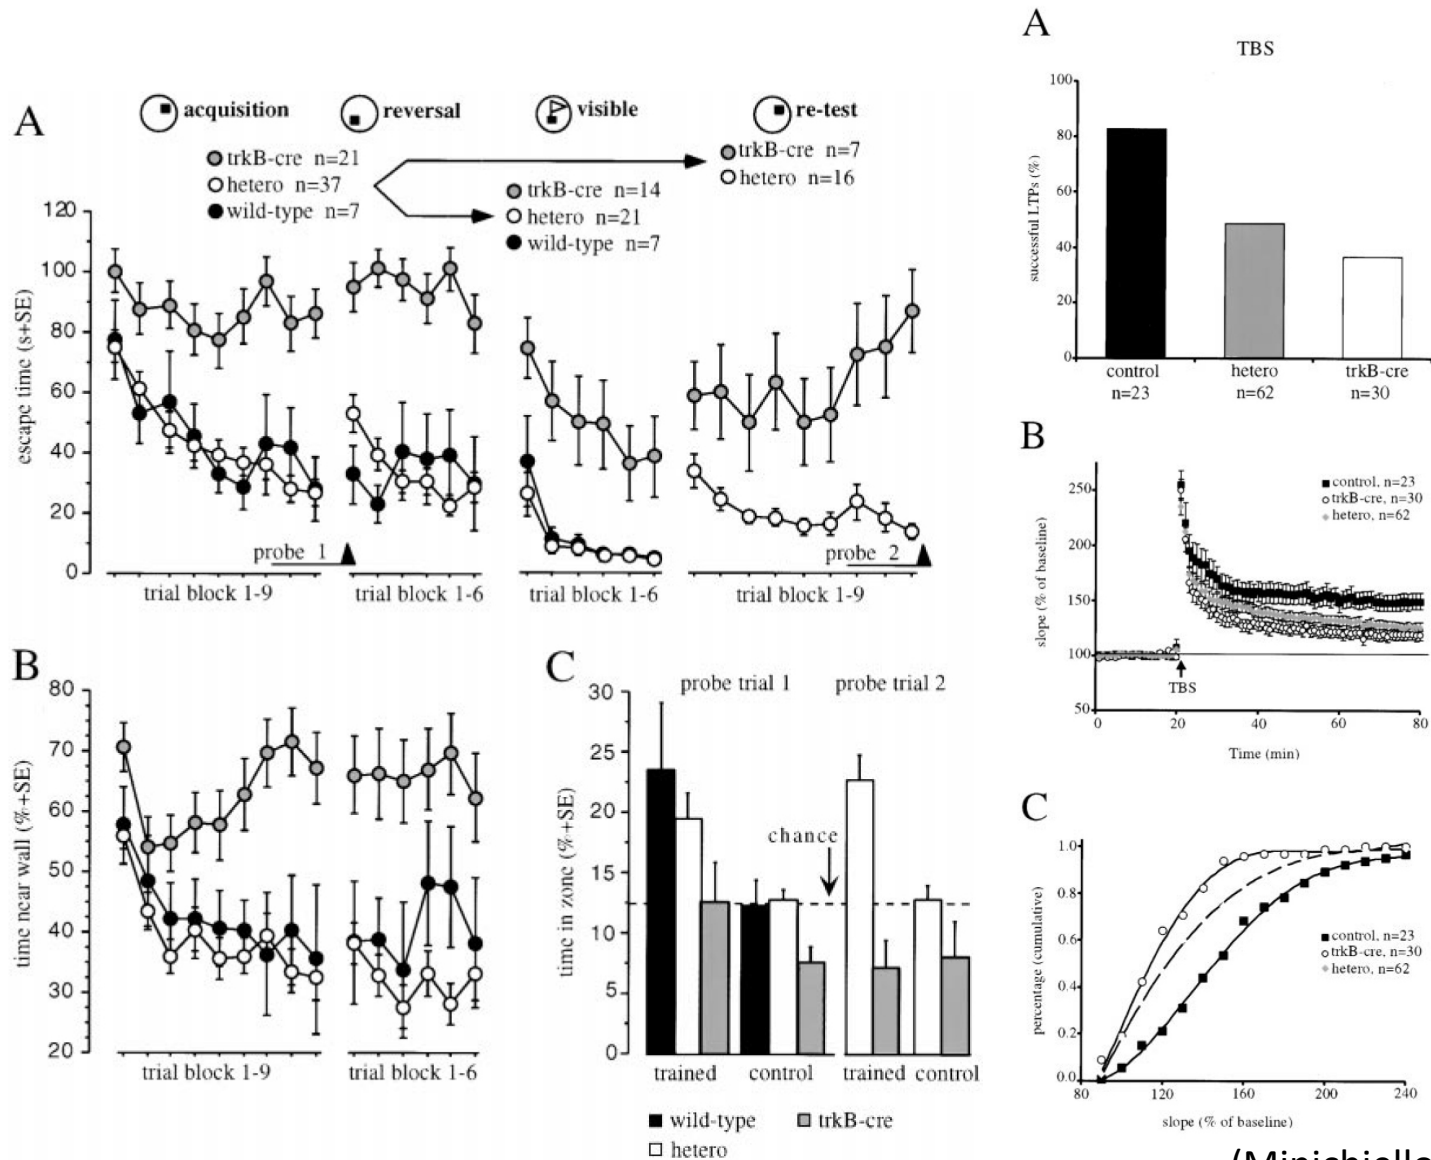 A
acquisition
reversal
visible
re-test
trkB-cre n=21
hetero n=37
wild-type n=7
trkB-cre n=14
hetero n=21
wild-type n=7
trkB-cre n=7
hetero n=16
escape time (s+SE)
120
100
80
60
40
20
0
probe 1
probe 2
trial block 1-9
trial block 1-6
trial block 1-6
trial block 1-9
B
time near wall (%+SE)
80
70
60
50
40
30
20
trial block 1-9
trial block 1-6
C
probe trial 1
probe trial 2
time in zone (%+SE)
30
25
20
15
10
5
0
chance
trained
control
trained
control
wild-type
trkB-cre
hetero
A
TBS
successful LTPs (%)
100
80
60
40
20
0
control
n=23
hetero
n=62
trkB-cre
n=30
B
slope (% of baseline)
250
200
150
100
50
control, n=23
trkB-cre, n=30
hetero, n=62
TBS
0
20
40
60
80
Time (min)
C
percentage (cumulative)
1.0
0.8
0.6
0.4
0.2
0.0
control, n=23
trkB-cre, n=30
hetero, n=62
80
120
160
200
240
slope (% of baseline)